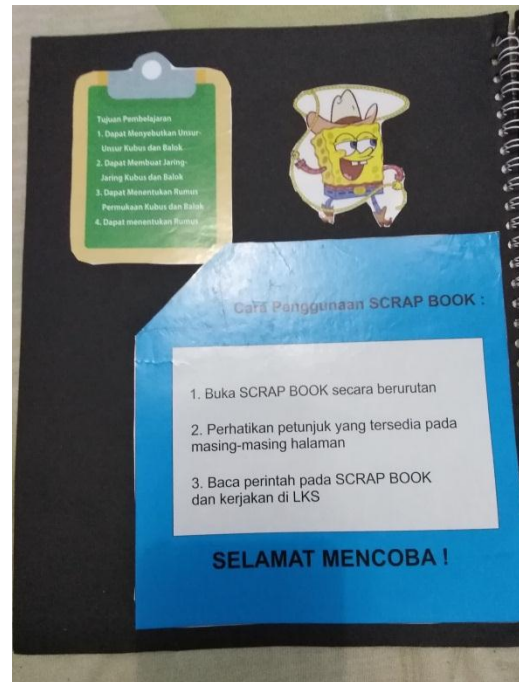 Tujuan Pembelajaran
1. Dapat Menyebutkan Unsur-
Unsur Kubus dan Balok
2. Dapat Membuat Jaring-
Jaring Kubus dan Balok
3. Dapat Menentukan Rumus
Permukaan Kubus dan Balok
4. Dapat menentukan Rumus
Cara Penggunaan SCRAP BOOK :
1. Buka SCRAP BOOK secara berurutan
2. Perhatikan petunjuk yang tersedia pada
masing-masing halaman
3. Baca perintah pada SCRAP BOOK
dan kerjakan di LKS
SELAMAT MENCOBA !